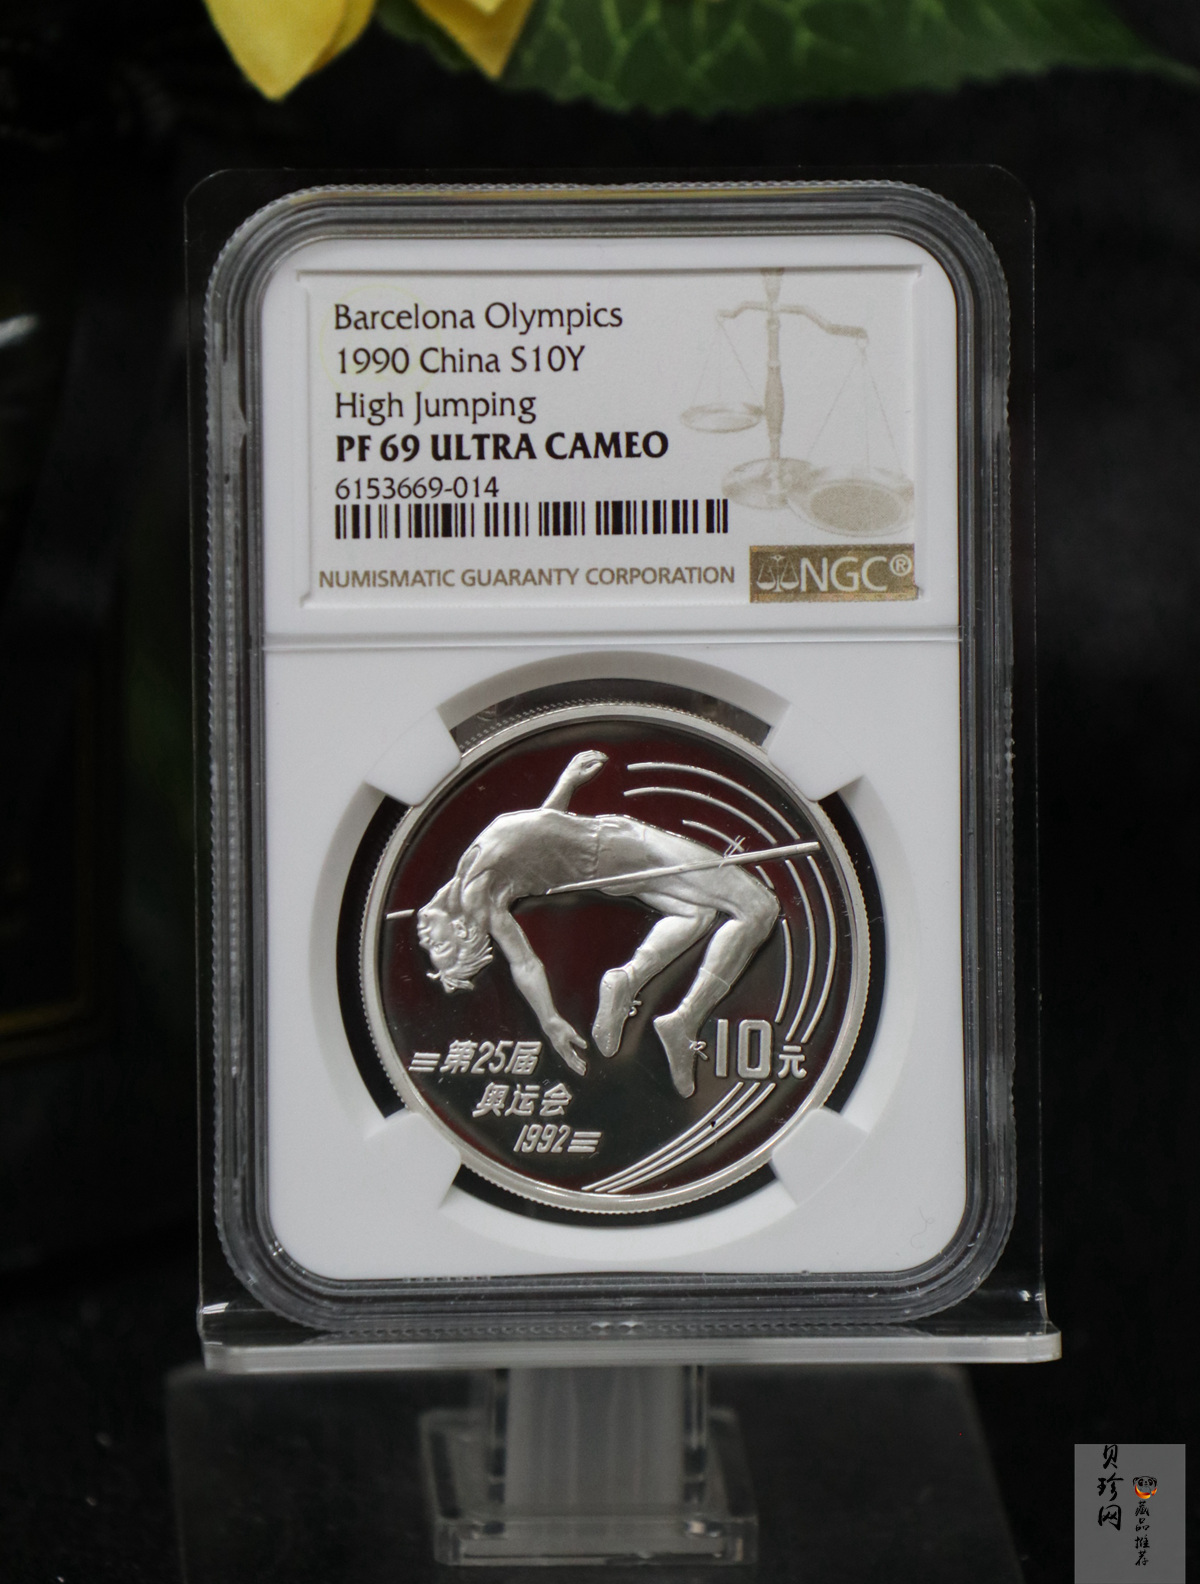 Barcelona Olympics
1990 China S10Y
High Jumping
PF 69 ULTRA CAMEO
6153669-014
NUMISMATIC GUARANTY CORPORATION
NGC®
10元
第25届
奥运会
1992
贝珍网
藏品推荐